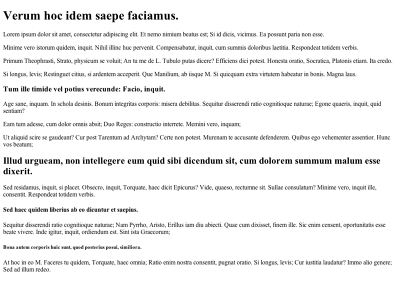 Verum hoc idem saepe faciamus.
Lorem ipsum dolor sit amet, consectetur adipiscing elit. Et nemo nimium beatus est; Si id dicis, vicimus. Ea possunt paria non esse.
Minime vero istorum quidem, inquit. Nihil illinc huc pervenit. Compensabatur, inquit, cum summis doloribus laetitia. Respondeat totidem verbis.
Primum Theophrasti, Strato, physicum se voluit; An tu me de L. Tubulo putas dicere? Efficiens dici potest. Honesta oratio, Socratica, Platonis etiam. Ita credo.
Si longus, levis; Restinguet citius, si ardentem acceperit. Que Manilium, ab iisque M. Si quicquam extra virtutem habeatur in bonis. Magna laus.
Tum ille timide vel potius verecunde: Facio, inquit.
Age sane, inquam. In schola desinis. Bonum integritas corporis: misera debilitas. Sequitur disserendi ratio cognitioque naturae; Egone quaeris, inquit, quid
sentiam?
Eam tum adesse, cum dolor omnis absit; Duo Reges: constructio interrete. Memini vero, inquam;
Ut aliquid scire se gaudeant? Cur post Tarentum ad Archytam? Certe non potest. Murenam te accusante defenderem. Quibus ego vehementer assentior. Hunc
vos beatum;
Illud urgueam, non intellegere eum quid sibi dicendum sit, cum dolorem summum malum esse
dixerit.
Sed residamus, inquit, si placet. Obsecro, inquit, Torquate, haec dicit Epicurus? Vide, quaeso, rectumne sit. Sullae consulatum? Minime vero, inquit ille,
consentit. Respondeat totidem verbis.
Sed haec quidem liberius ab eo dicuntur et saepius.
Sequitur disserendi ratio cognitioque naturae; Nam Pyrrho, Aristo, Erillus iam diu abiecti. Quae cum dixisset, finem ille. Sic enim censent, oportunitatis esse
beate vivere. Inde igitur, inquit, ordiendum est. Sint ista Graecorum;
Bona autem corporis huic sunt, quod posterius posui, similiora.
At hoc in eo M. Faceres tu quidem, Torquate, haec omnia; Ratio enim nostra consentit, pugnat oratio. Si longus, levis; Cur iustitia laudatur? Immo alio genere;
Sed ad illum redeo.